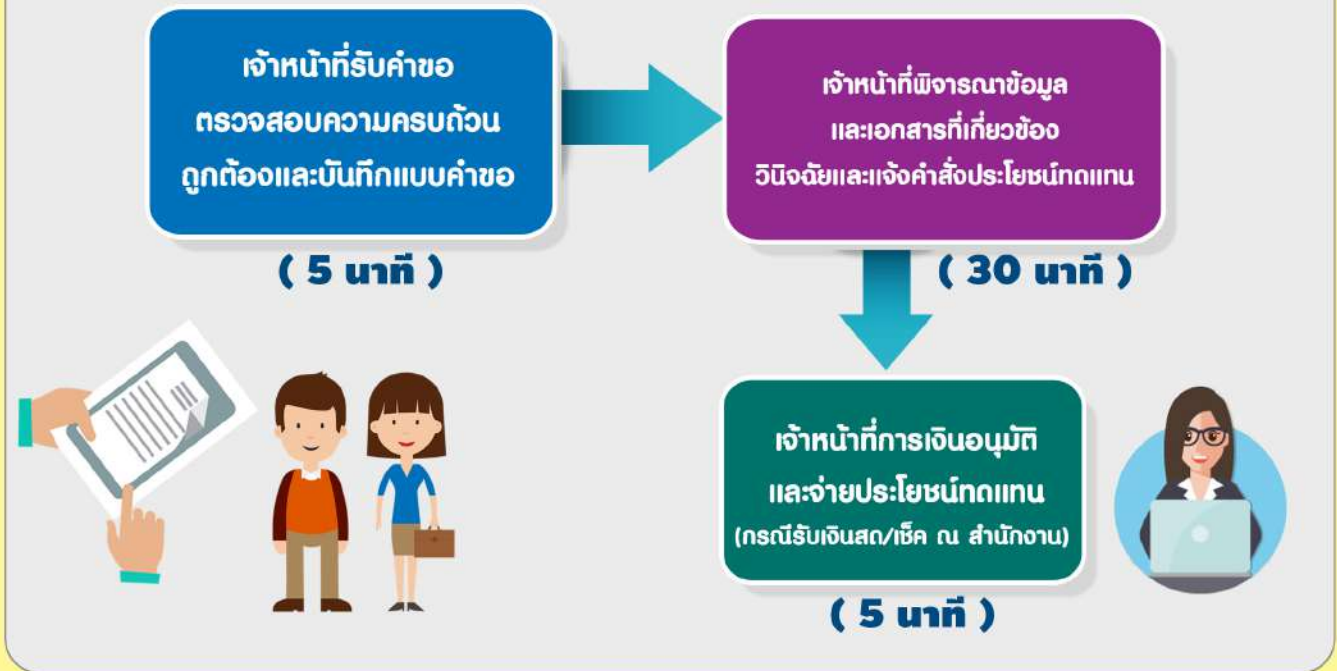 เจ้าหน้าที่รับคำขอ
ตรวจสอบความครบถ้วน
ถูกต้องและบันทึกแบบคำขอ
( 5 นาที )
เจ้าหน้าที่พิจารณาข้อมูล
และเอกสารที่เกี่ยวข้อง
วินิจฉัยและแจ้งคำสั่งประโยชน์ทดแทน
( 30 นาที )
เจ้าหน้าที่การเงินอนุมัติ
และจ่ายประโยชน์ทดแทน
(กรณีรับเงินสด/เช็ค ณ สำนักงาน)
( 5 นาที )